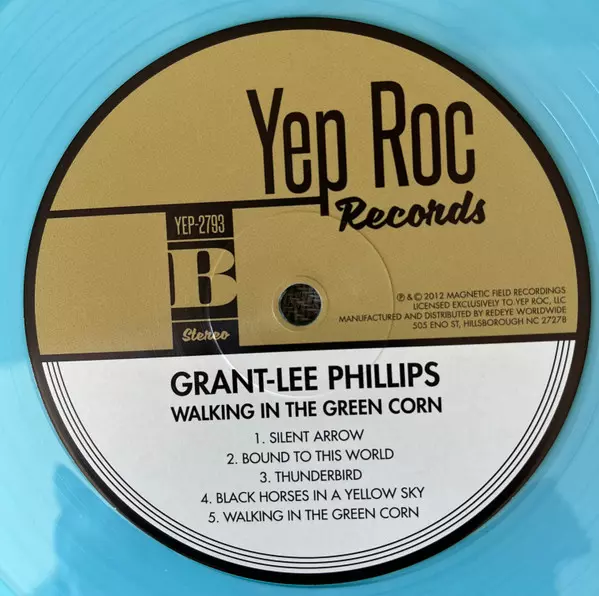 Yep Roc
Records
YEP-2793
B
Stereo
℗ & © 2012 MAGNETIC FIELD RECORDINGS
LICENSED EXCLUSIVELY TO YEP ROC, LLC
MANUFACTURED AND DISTRIBUTED BY REDEYE WORLDWIDE
505 ENO ST, HILLSBOROUGH NC 27278
GRANT-LEE PHILLIPS
WALKING IN THE GREEN CORN
1. SILENT ARROW
2. BOUND TO THIS WORLD
3. THUNDERBIRD
4. BLACK HORSES IN A YELLOW SKY
5. WALKING IN THE GREEN CORN